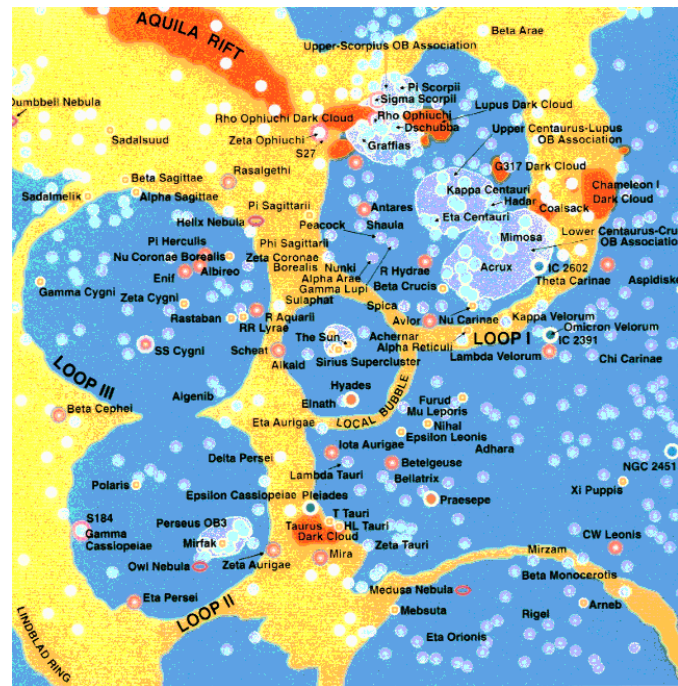 AQUILA RIFT
Beta Arae
Upper-Scorpius OB Association
Pi Scorpii
Sigma Scorpii
Dumbbell Nebula
Rho Ophiuchi Dark Cloud
Rho Ophiuchi
Lupus Dark Cloud
Dschubba
Upper Centaurus-Lupus
OB Association
Sadalsuud
Zeta Ophiuchi
Graffias
S27
Rasalgethi
G317 Dark Cloud
Beta Sagittae
Kappa Centauri
Chameleon I
Dark Cloud
Sadalmelik
Alpha Sagittae
Hadar
Pi Sagittarii
Antares
Eta Centauri
Coalsack
Helix Nebula
Peacock
Shaula
Mimosa
Lower Centaurus-Cru
OB Association
Pi Herculis
Phi Sagittarii
Nu Coronae Borealis
Zeta Coronae
Borealis
Nunki
R Hydrae
Acrux
IC 2602
Enif
Albireo
Alpha Arae
Gamma Lupi
Beta Crucis
Theta Carinae
Aspidiske
Gamma Cygni
Zeta Cygni
Sulaphat
Spica
Rastaban
R Aquarii
RR Lyrae
Avior
Nu Carinae
Kappa Velorum
The Sun
Achernar
Alpha Reticuli
LOOP I
Omicron Velorum
IC 2391
SS Cygni
Scheat
Lambda Velorum
Alkaid
Sirius Supercluster
Chi Carinae
LOOP III
Algenib
Hyades
Elnath
Furud
Mu Leporis
Beta Cephei
Eta Aurigae
LOCAL BUBBLE
Nihal
Epsilon Leonis
Iota Aurigae
Adhara
Delta Persei
Betelgeuse
NGC 2451
Lambda Tauri
Bellatrix
Polaris
Epsilon Cassiopeiae
Pleiades
Praesepe
Xi Puppis
S184
Gamma
Cassiopeiae
Perseus OB3
T Tauri
Taurus
Dark Cloud
HL Tauri
Mirfak
Zeta Tauri
CW Leonis
Mira
Mirzam
Owl Nebula
Zeta Aurigae
Beta Monocerotis
Medusa Nebula
Eta Persei
LOOP II
Mebsuta
Rigel
Arneb
Eta Orionis
LINDBLAD RING